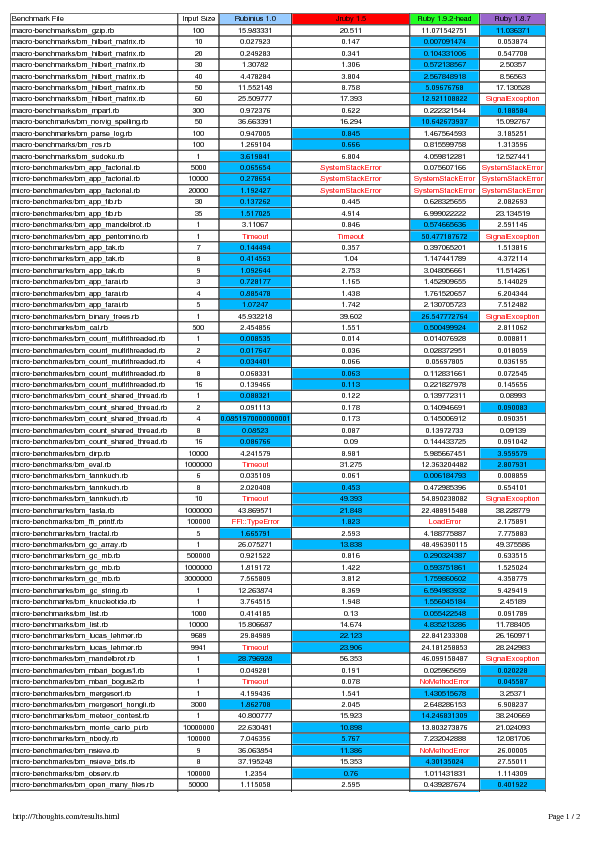 Benchmark File Input Size Rubinius 1.0 Jruby 1.5 Ruby 1.9.2-head Ruby 1.8.7
macro-benchmarks/bm_gzip.rb 100 15.983331 20.511 11.071542751 11.036371
macro-benchmarks/bm_hilbert_matrix.rb 10 0.027923 0.147 0.007091474 0.053874
macro-benchmarks/bm_hilbert_matrix.rb 20 0.249283 0.341 0.104331006 0.547708
macro-benchmarks/bm_hilbert_matrix.rb 30 1.30782 1.306 0.572138567 2.50357
macro-benchmarks/bm_hilbert_matrix.rb 40 4.478284 3.804 2.567848918 8.56563
macro-benchmarks/bm_hilbert_matrix.rb 50 11.552148 8.758 5.09676768 17.130528
macro-benchmarks/bm_hilbert_matrix.rb 60 25.509777 17.393 12.921100822 SignalException
macro-benchmarks/bm_mpart.rb 300 0.972376 0.622 0.222321544 0.188584
macro-benchmarks/bm_norvig_spelling.rb 50 36.663391 16.294 10.642673937 15.092767
macro-benchmarks/bm_parse_log.rb 100 0.947005 0.845 1.467564593 3.185251
macro-benchmarks/bm_rcs.rb 100 1.269104 0.666 0.815599758 1.313596
macro-benchmarks/bm_sudoku.rb 1 3.619841 6.804 4.059812281 12.527441
micro-benchmarks/bm_app_factorial.rb 5000 0.065654 SystemStackError 0.075607166 SystemStackError
micro-benchmarks/bm_app_factorial.rb 10000 0.278654 SystemStackError SystemStackError SystemStackError
micro-benchmarks/bm_app_factorial.rb 20000 1.192427 SystemStackError SystemStackError SystemStackError
micro-benchmarks/bm_app_fib.rb 30 0.137262 0.445 0.628325655 2.082693
micro-benchmarks/bm_app_fib.rb 35 1.517025 4.914 6.999022222 23.134519
micro-benchmarks/bm_app_mandelbrot.rb 1 3.11067 0.846 0.574665636 2.591146
micro-benchmarks/bm_app_pentomino.rb 1 Timeout Timeout 50.477187672 SignalException
micro-benchmarks/bm_app_tak.rb 7 0.144494 0.357 0.397065201 1.513816
micro-benchmarks/bm_app_tak.rb 8 0.414563 1.04 1.147441789 4.372114
micro-benchmarks/bm_app_tak.rb 9 1.092644 2.753 3.048056661 11.514261
micro-benchmarks/bm_app_tarai.rb 3 0.728177 1.165 1.452909655 5.144029
micro-benchmarks/bm_app_tarai.rb 4 0.885478 1.438 1.761520657 6.204344
micro-benchmarks/bm_app_tarai.rb 5 1.07247 1.742 2.130705723 7.512482
micro-benchmarks/bm_binary_trees.rb 1 45.932218 39.602 26.547772764 SignalException
micro-benchmarks/bm_cal.rb 500 2.454856 1.551 0.500499924 2.811062
micro-benchmarks/bm_count_multithreaded.rb 1 0.008535 0.014 0.014076928 0.008811
micro-benchmarks/bm_count_multithreaded.rb 2 0.017647 0.036 0.028372951 0.018059
micro-benchmarks/bm_count_multithreaded.rb 4 0.034401 0.066 0.05697805 0.036195
micro-benchmarks/bm_count_multithreaded.rb 8 0.068331 0.063 0.112831661 0.072545
micro-benchmarks/bm_count_multithreaded.rb 16 0.139466 0.113 0.221827978 0.145656
micro-benchmarks/bm_count_shared_thread.rb 1 0.088321 0.122 0.139772311 0.08993
micro-benchmarks/bm_count_shared_thread.rb 2 0.091113 0.178 0.140946691 0.090083
micro-benchmarks/bm_count_shared_thread.rb 4 0.0851970000000001 0.173 0.145006912 0.090375
micro-benchmarks/bm_count_shared_thread.rb 8 0.08523 0.087 0.13972733 0.09139
micro-benchmarks/bm_count_shared_thread.rb 16 0.086766 0.09 0.144433725 0.091042
micro-benchmarks/bm_dirp.rb 10000 4.241579 8.981 5.985667451 3.959579
micro-benchmarks/bm_eval.rb 1000000 Timeout 31.275 12.363204482 2.807931
micro-benchmarks/bm_fannkuch.rb 6 0.035109 0.061 0.006184793 0.008859
micro-benchmarks/bm_fannkuch.rb 8 2.020408 0.453 0.472985396 0.654101
micro-benchmarks/bm_fannkuch.rb 10 Timeout 49.393 54.890238082 SignalException
micro-benchmarks/bm_fasta.rb 1000000 43.869571 21.848 22.488915488 38.228779
micro-benchmarks/bm_ffi_printf.rb 100000 FFI::TypeError 1.823 LoadError 2.175891
micro-benchmarks/bm_fractal.rb 5 1.665791 2.593 4.188775887 7.775883
micro-benchmarks/bm_gc_array.rb 1 26.075271 13.838 48.496390115 49.375586
micro-benchmarks/bm_gc_mb.rb 500000 0.921522 0.816 0.290324387 0.633515
micro-benchmarks/bm_gc_mb.rb 1000000 1.819172 1.422 0.593751861 1.525024
micro-benchmarks/bm_gc_mb.rb 3000000 7.565809 3.812 1.759860602 4.358779
micro-benchmarks/bm_gc_string.rb 1 12.263874 8.369 6.594983932 9.429419
micro-benchmarks/bm_knucleotide.rb 1 3.764515 1.948 1.556045184 2.45189
micro-benchmarks/bm_list.rb 1000 0.414185 0.13 0.055422548 0.091789
micro-benchmarks/bm_list.rb 10000 15.806687 14.674 4.835213286 11.788405
micro-benchmarks/bm_lucas_lehmer.rb 9689 29.84989 22.123 22.841233308 26.160971
micro-benchmarks/bm_lucas_lehmer.rb 9941 Timeout 23.906 24.181258853 28.242983
micro-benchmarks/bm_mandelbrot.rb 1 28.796928 56.353 46.099158487 SignalException
micro-benchmarks/bm_mbari_bogus1.rb 1 0.049281 0.191 0.025965659 0.020228
micro-benchmarks/bm_mbari_bogus2.rb 1 Timeout 0.078 NoMethodError 0.045587
micro-benchmarks/bm_mergesort.rb 1 4.199436 1.541 1.430515678 3.25371
micro-benchmarks/bm_mergesort_hongli.rb 3000 1.862708 2.045 2.648286153 6.908237
micro-benchmarks/bm_meteor_contest.rb 1 40.800777 15.923 14.246831309 38.240669
micro-benchmarks/bm_monte_carlo_pi.rb 10000000 22.630481 10.898 13.803273876 21.024093
micro-benchmarks/bm_nbody.rb 100000 7.046356 5.767 7.232042888 12.081706
micro-benchmarks/bm_nsieve.rb 9 36.063854 11.386 NoMethodError 26.00005
micro-benchmarks/bm_nsieve_bits.rb 8 37.195248 15.353 4.30135024 27.55011
micro-benchmarks/bm_observ.rb 100000 1.2354 0.76 1.011431831 1.114309
micro-benchmarks/bm_open_many_files.rb 50000 1.115058 2.595 0.439287674 0.401922
http://7thoughts.com/results.html Page 1 / 2